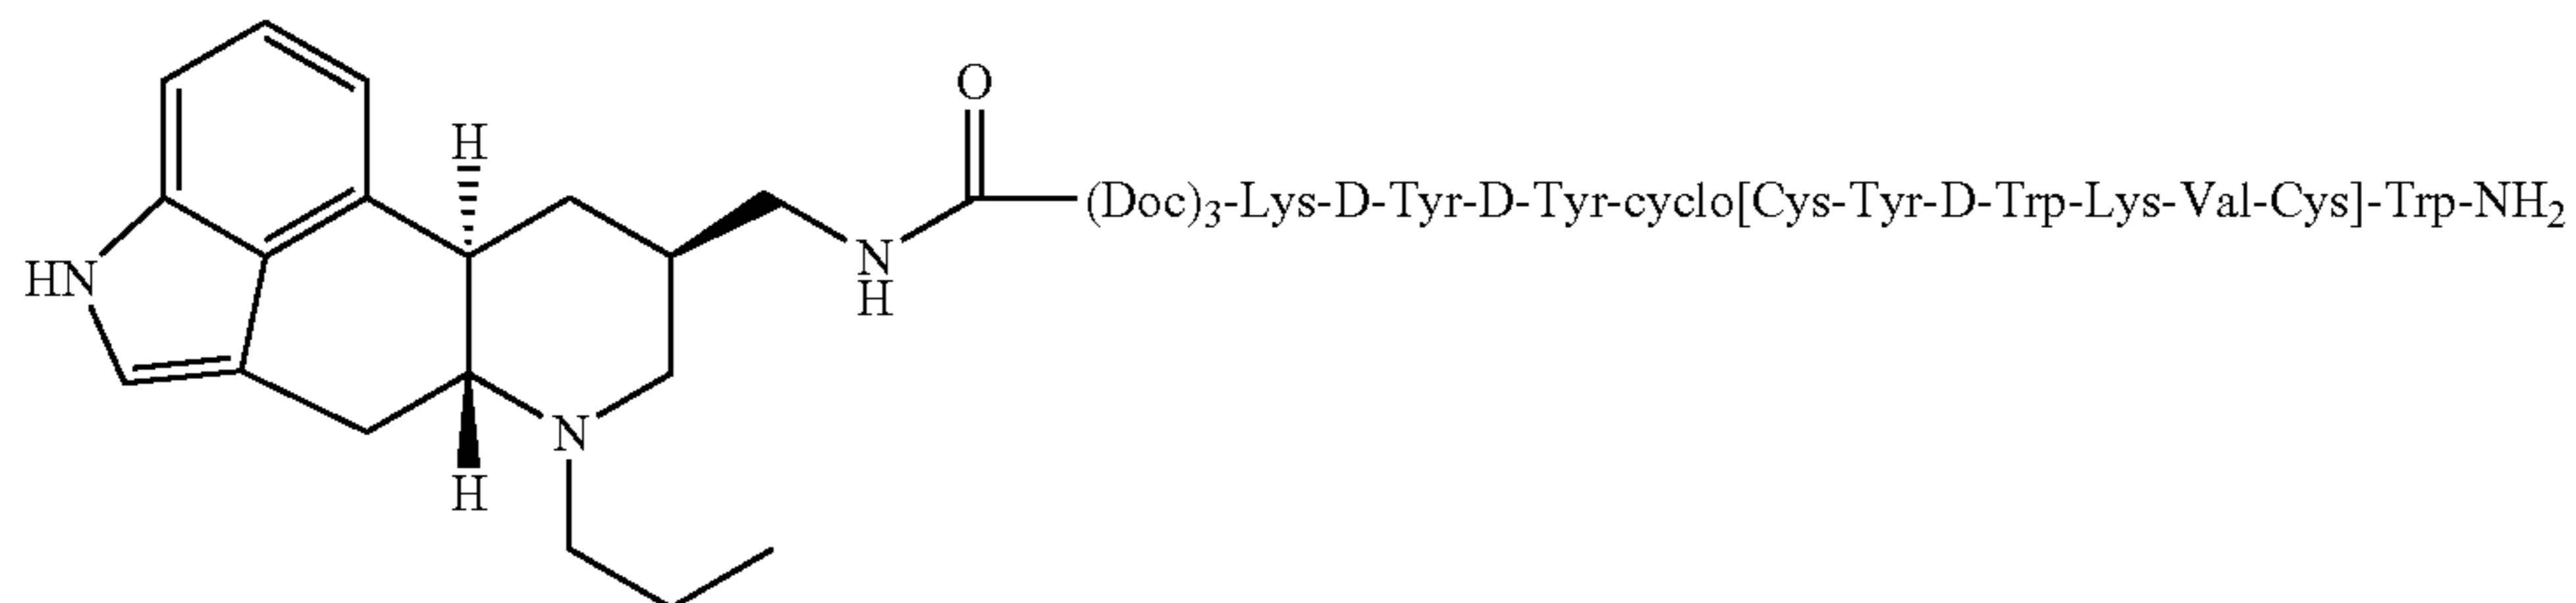 O
H
(Doc)3-Lys-D-Tyr-D-Tyr-cyclo[Cys-Tyr-D-Trp-Lys-Val-Cys]-Trp-NH2
HN
N
H
N
H